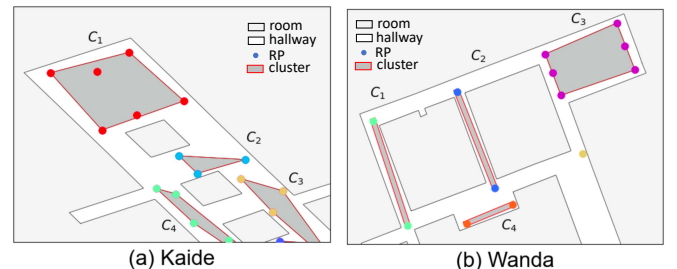 C1
room
hallway
RP
cluster
C2
C3
C4
(a) Kaide
room
hallway
RP
cluster
C3
C2
C1
C4
(b) Wanda